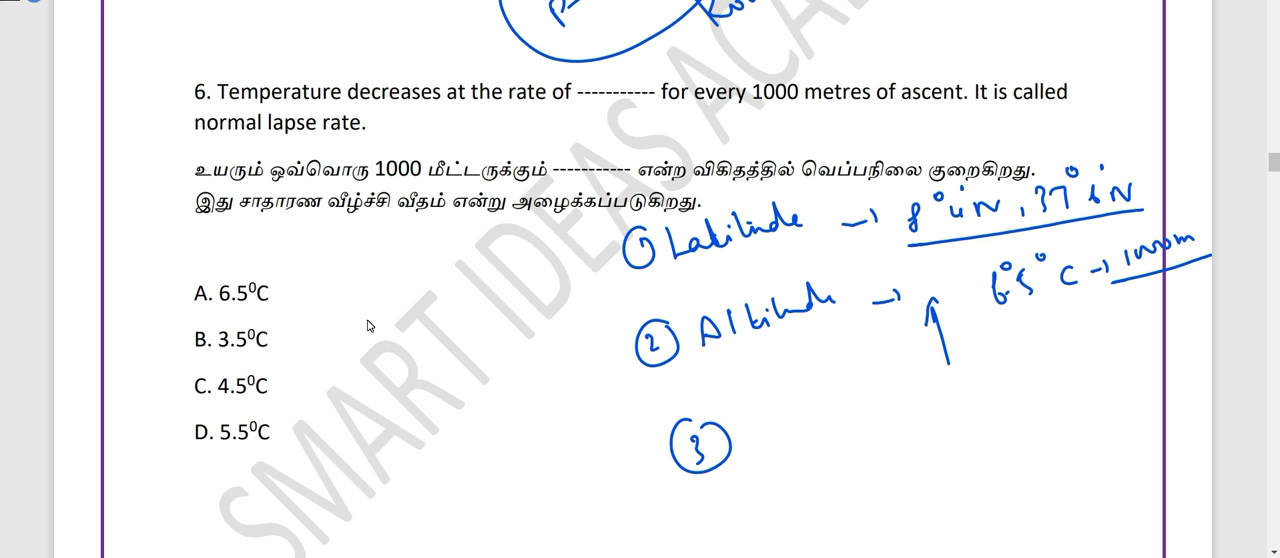 6. Temperature decreases at the rate of ----------- for every 1000 metres of ascent. It is called
normal lapse rate.
உயரும் ஒவ்வொரு 1000 மீட்டருக்கும் ----------- என்ற விகிதத்தில் வெப்பநிலை குறைகிறது.
இது சாதாரண வீழ்ச்சி வீதம் என்று அழைக்கப்படுகிறது.
① Latitude → 8°4'N, 37°6'N
A. 6.5⁰C
② Altitude → ↑ 6.5°C → 1000m
B. 3.5⁰C
C. 4.5⁰C
D. 5.5⁰C
③
SMART IDEAS ACA